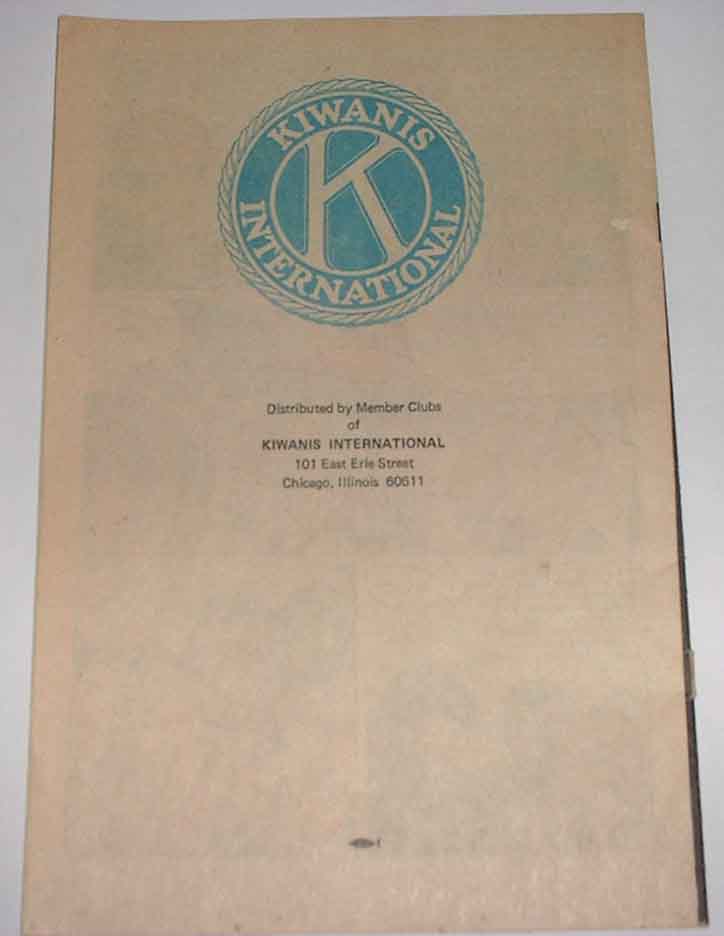 KIWANIS
K
INTERNATIONAL
Distributed by Member Clubs
of
KIWANIS INTERNATIONAL
101 East Erie Street
Chicago, Illinois 60611